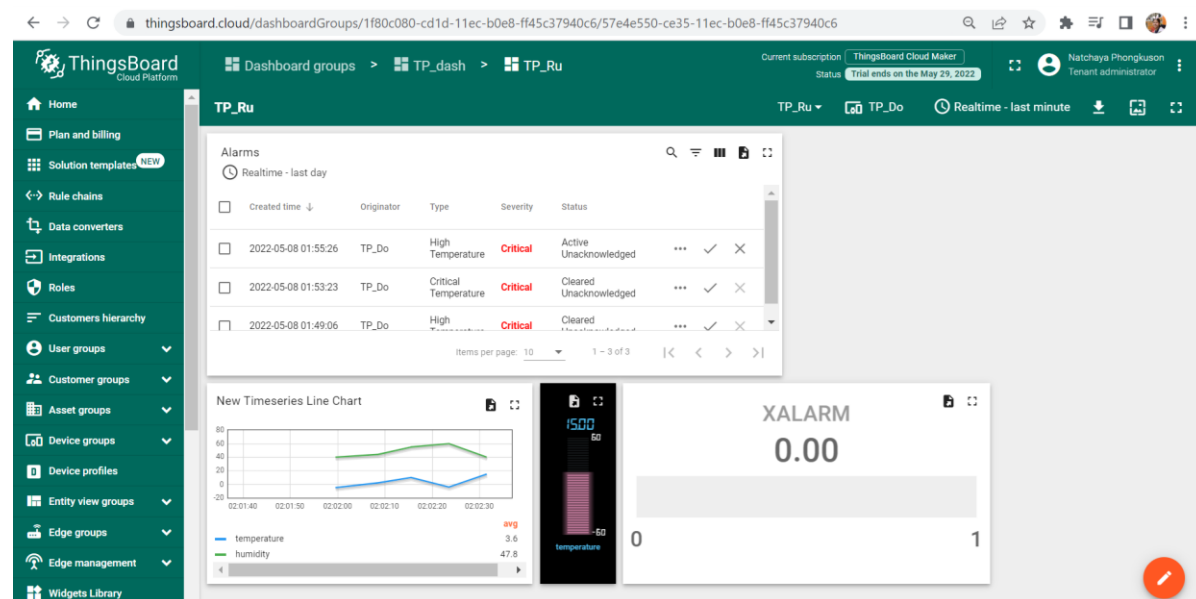 thingsboard.cloud/dashboardGroups/1f80c080-cd1d-11ec-b0e8-ff45c37940c6/57e4e550-ce35-11ec-b0e8-ff45c37940c6
ThingsBoard
Cloud Platform
Dashboard groups > TP_dash > TP_Ru
Current subscription ThingsBoard Cloud Maker
Status Trial ends on the May 29, 2022
Natchaya Phongkuson
Tenant administrator
Home
Plan and billing
Solution templates NEW
Rule chains
Data converters
Integrations
Roles
Customers hierarchy
User groups
Customer groups
Asset groups
Device groups
Device profiles
Entity view groups
Edge groups
Edge management
Widgets Library
TP_Ru
TP_Ru
TP_Do
Realtime - last minute
Alarms
Realtime - last day
Created time Originator Type Severity Status
2022-05-08 01:55:26 TP_Do High Temperature Critical Active Unacknowledged
2022-05-08 01:53:23 TP_Do Critical Temperature Critical Cleared Unacknowledged
2022-05-08 01:49:06 TP_Do High Temperature Critical Cleared Unacknowledged
Items per page: 10 1 – 3 of 3
New Timeseries Line Chart
80
60
40
20
0
-20
02:01:40 02:01:50 02:02:00 02:02:10 02:02:20 02:02:30
avg
temperature 3.6
humidity 47.8
15.00
60
-60
temperature
XALARM
0.00
0 1